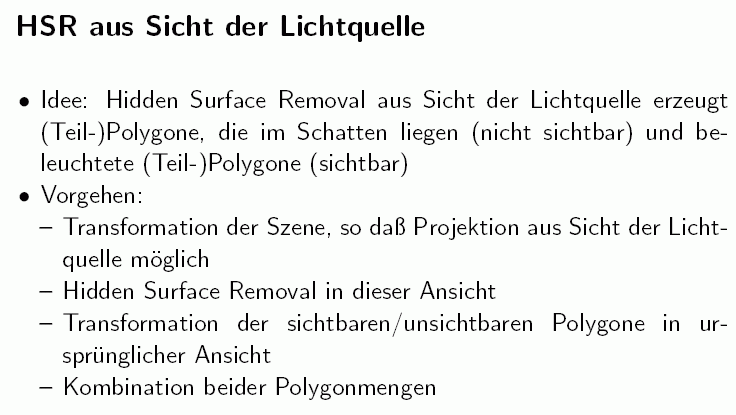 HSR aus Sicht der Lichtquelle
• Idee: Hidden Surface Removal aus Sicht der Lichtquelle erzeugt
(Teil-)Polygone, die im Schatten liegen (nicht sichtbar) und be-
leuchtete (Teil-)Polygone (sichtbar)
• Vorgehen:
– Transformation der Szene, so daß Projektion aus Sicht der Licht-
quelle möglich
– Hidden Surface Removal in dieser Ansicht
– Transformation der sichtbaren/unsichtbaren Polygone in ur-
sprünglicher Ansicht
– Kombination beider Polygonmengen